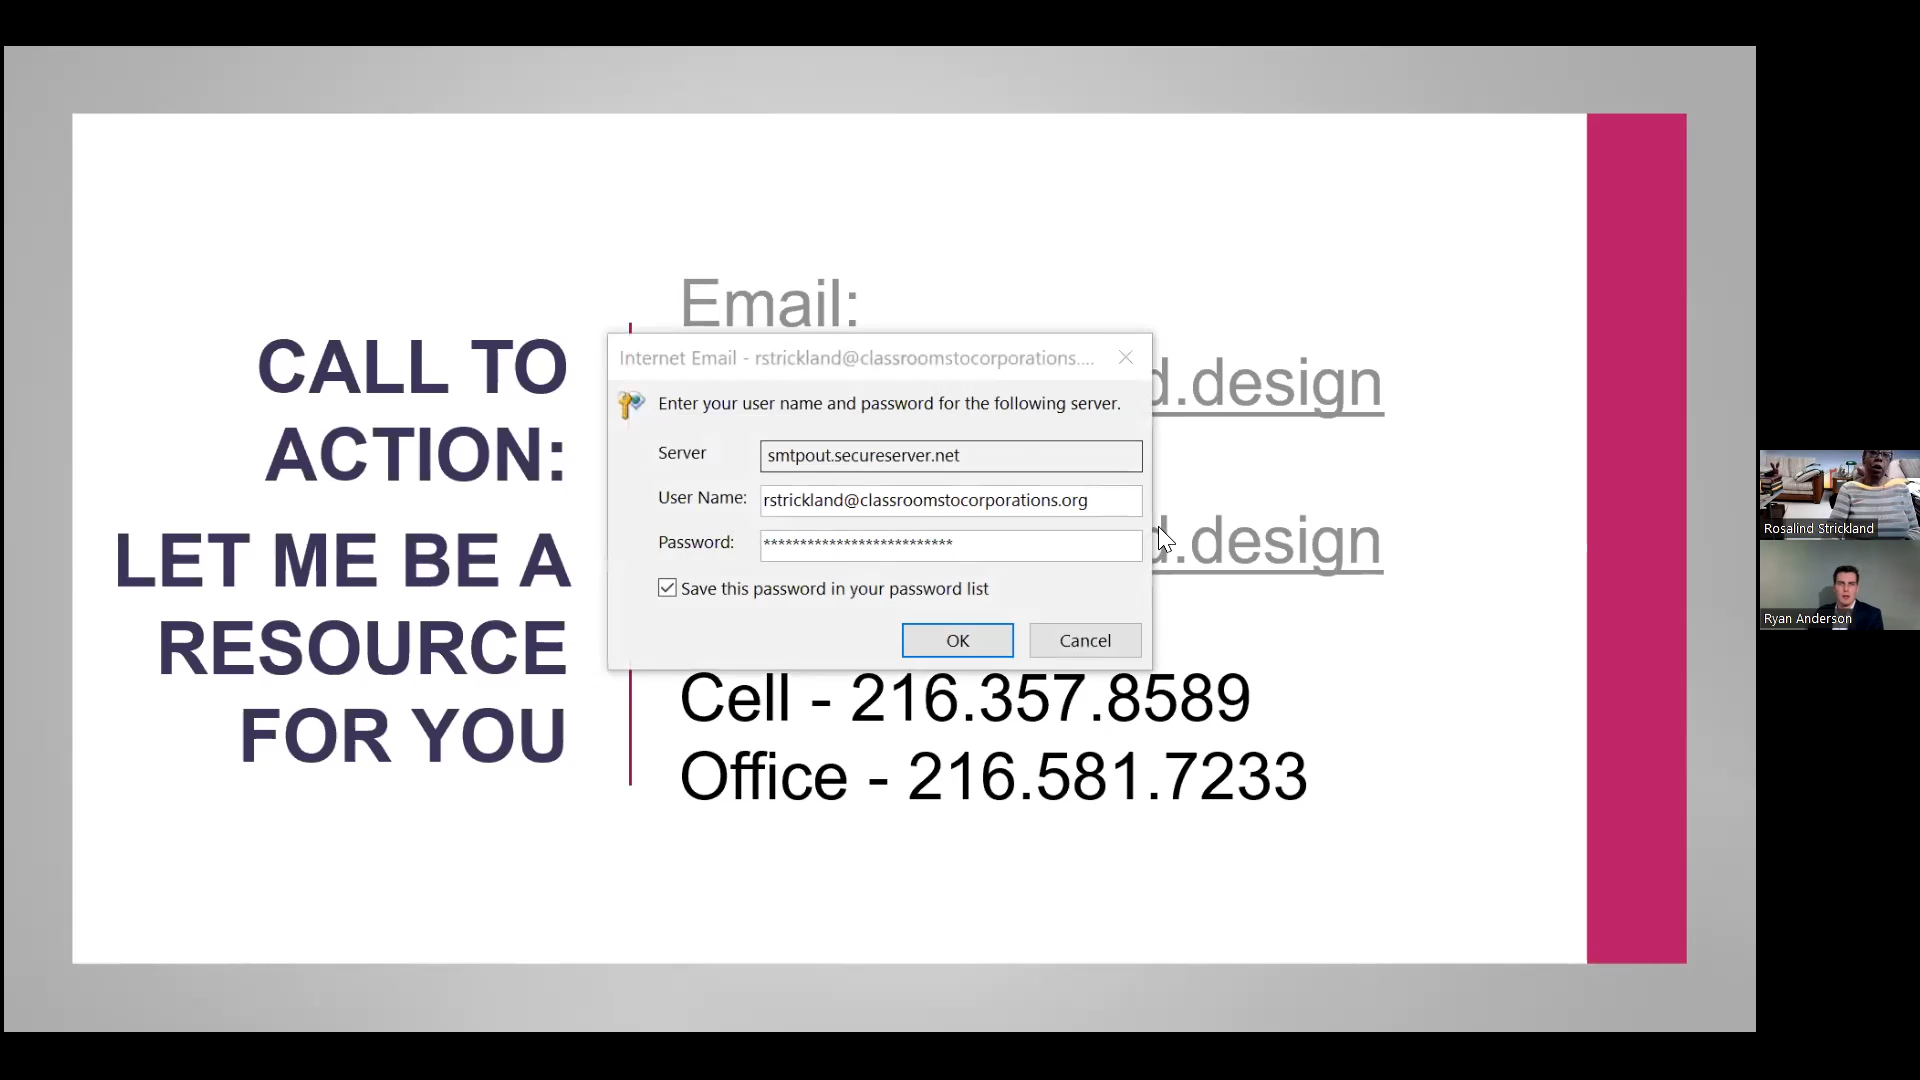 CALL TO
ACTION:
LET ME BE A
RESOURCE
FOR YOU
Email:
d.design
d.design
Cell - 216.357.8589
Office - 216.581.7233
Internet Email - rstrickland@classroomstocorporations....
Enter your user name and password for the following server.
Server smtpout.secureserver.net
User Name: rstrickland@classroomstocorporations.org
Password: **************************
Save this password in your password list
OK Cancel
Rosalind Strickland
Ryan Anderson